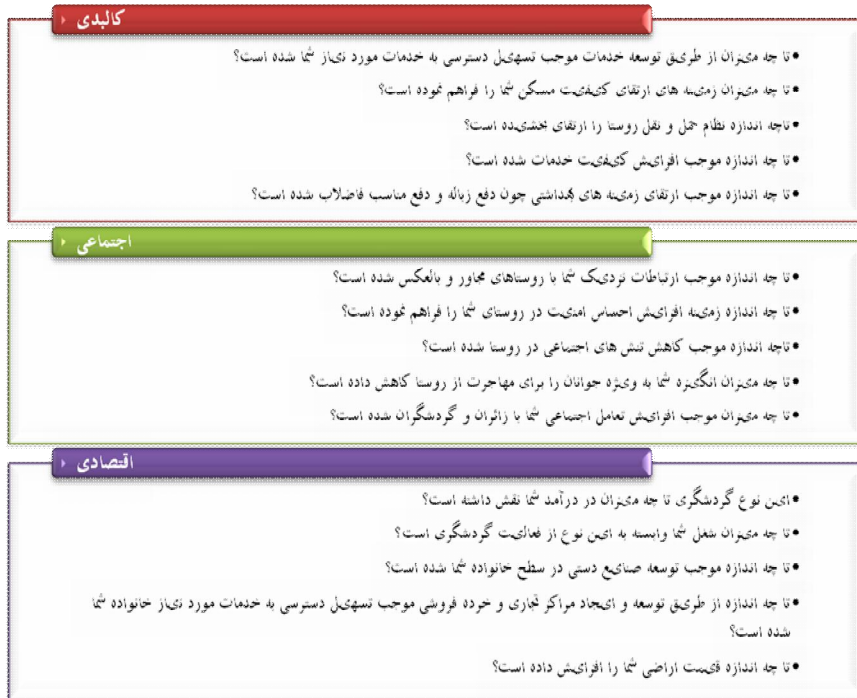 کالبدی
•تا چه میزان از طریق توسعه خدمات موجب تسهیل دسترسی به خدمات مورد نیاز شما شده است؟
•تا چه میزان زمینه های ارتقای کیفیت مسکن شما را فراهم نموده است؟
•تاچه اندازه نظام حمل و نقل روستا را ارتقای بخشیده است؟
•تا چه اندازه موجب افزایش کیفیت خدمات شده است؟
•تا چه اندازه موجب ارتقای زمینه های بهداشتی چون دفع زباله و دفع مناسب فاضلاب شده است؟
اجتماعی
•تا چه اندازه موجب ارتباطات نزدیک شما با روستاهای مجاور و بالعکس شده است؟
•تا چه اندازه زمینه افزایش احساس امنیت در روستای شما را فراهم نموده است؟
•تاچه اندازه موجب کاهش تنش های اجتماعی در روستا شده است؟
•تا چه میزان انگیزه شما به ویژه جوانان را برای مهاجرت از روستا کاهش داده است؟
•تا چه میزان موجب افزایش تعامل اجتماعی شما با زائران و گردشگران شده است؟
اقتصادی
•این نوع گردشگری تا چه میزان در درآمد شما نقش داشته است؟
•تا چه میزان شغل شما وابسته به این نوع از فعالیت گردشگری است؟
•تا چه اندازه موجب توسعه صنایع دستی در سطح خانواده شما شده است؟
•تا چه اندازه از طریق توسعه و ایجاد مراکز تجاری و خرده فروشی موجب تسهیل دسترسی به خدمات مورد نیاز خانواده شما
شده است؟
•تا چه اندازه قیمت اراضی شما را افزایش داده است؟